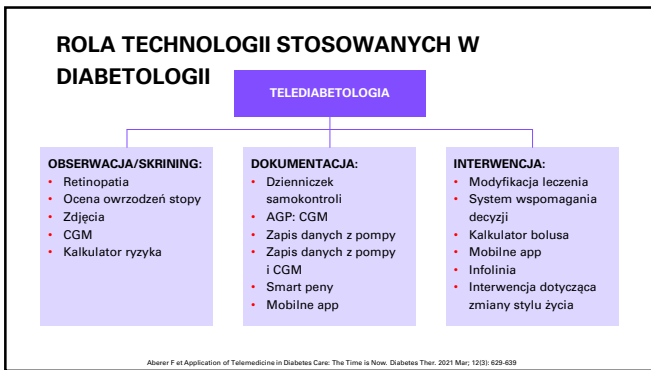 ROLA TECHNOLOGII STOSOWANYCH W
DIABETOLOGII
TELEDIABETOLOGIA
OBSERWACJA/SKRINING:
• Retinopatia
• Ocena owrzodzeń stopy
• Zdjęcia
• CGM
• Kalkulator ryzyka
DOKUMENTACJA:
• Dzienniczek
samokontroli
• AGP: CGM
• Zapis danych z pompy
• Zapis danych z pompy
i CGM
• Smart peny
• Mobilne app
INTERWENCJA:
• Modyfikacja leczenia
• System wspomagania
decyzji
• Kalkulator bolusa
• Mobilne app
• Infolinia
• Interwencja dotycząca
zmiany stylu życia
Aberer F et Application of Telemedicine in Diabetes Care: The Time is Now. Diabetes Ther. 2021 Mar; 12(3): 629-639